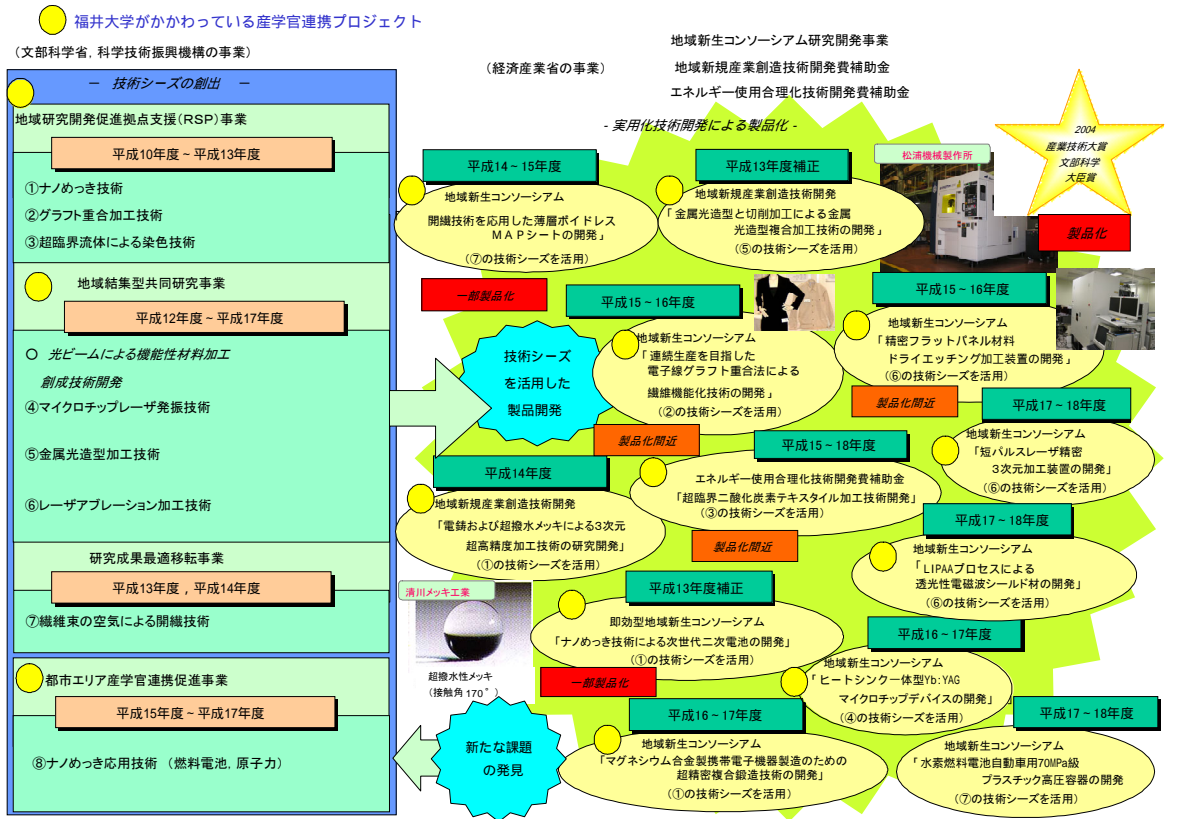 福井大学がかかわっている産学官連携プロジェクト
(文部科学省, 科学技術振興機構の事業)
－ 技術シーズの創出 －
地域研究開発促進拠点支援(RSP)事業
平成10年度～平成13年度
①ナノめっき技術
②グラフト重合加工技術
③超臨界流体による染色技術
地域結集型共同研究事業
平成12年度～平成17年度
○ 光ビームによる機能性材料加工
創成技術開発
④マイクロチップレーザ発振技術
⑤金属光造型加工技術
⑥レーザアブレーション加工技術
研究成果最適移転事業
平成13年度，平成14年度
⑦繊維束の空気による開繊技術
都市エリア産学官連携促進事業
平成15年度～平成17年度
⑧ナノめっき応用技術 (燃料電池, 原子力)
(経済産業省の事業)
地域新生コンソーシアム研究開発事業
地域新規産業創造技術開発費補助金
エネルギー使用合理化技術開発費補助金
- 実用化技術開発による製品化 -
2004
産業技術大賞
文部科学
大臣賞
平成14～15年度
地域新生コンソーシアム
開繊技術を応用した薄層ボイドレス
MAPシートの開発」
(⑦の技術シーズを活用)
一部製品化
平成13年度補正
地域新規産業創造技術開発
「金属光造型と切削加工による金属
光造型複合加工技術の開発」
(⑤の技術シーズを活用)
松浦機械製作所
製品化
技術シーズ
を活用した
製品開発
平成15～16年度
地域新生コンソーシアム
「連続生産を目指した
電子線グラフト重合法による
繊維機能化技術の開発」
(②の技術シーズを活用)
製品化間近
平成15～16年度
地域新生コンソーシアム
「精密フラットパネル材料
ドライエッチング加工装置の開発」
(⑥の技術シーズを活用)
製品化間近
平成17～18年度
地域新生コンソーシアム
「短パルスレーザ精密
3次元加工装置の開発」
(⑥の技術シーズを活用)
平成14年度
地域新規産業創造技術開発
「電鋳および超撥水メッキによる3次元
超高精度加工技術の研究開発」
(①の技術シーズを活用)
平成15～18年度
エネルギー使用合理化技術開発費補助金
「超臨界二酸化炭素テキスタイル加工技術開発」
(③の技術シーズを活用)
製品化間近
平成17～18年度
地域新生コンソーシアム
「LIPAAプロセスによる
透光性電磁波シールド材の開発」
(⑥の技術シーズを活用)
清川メッキ工業
超撥水性メッキ
(接触角170°)
平成13年度補正
即効型地域新生コンソーシアム
「ナノめっき技術による次世代二次電池の開発」
(①の技術シーズを活用)
一部製品化
平成16～17年度
地域新生コンソーシアム
「ヒートシンク一体型Yb:YAG
マイクロチップデバイスの開発」
(④の技術シーズを活用)
新たな課題
の発見
平成16～17年度
地域新生コンソーシアム
「マグネシウム合金製携帯電子機器製造のための
超精密複合鍛造技術の開発」
(①の技術シーズを活用)
平成17～18年度
地域新生コンソーシアム
「水素燃料電池自動車用70MPa級
プラスチック高圧容器の開発
(⑦の技術シーズを活用)